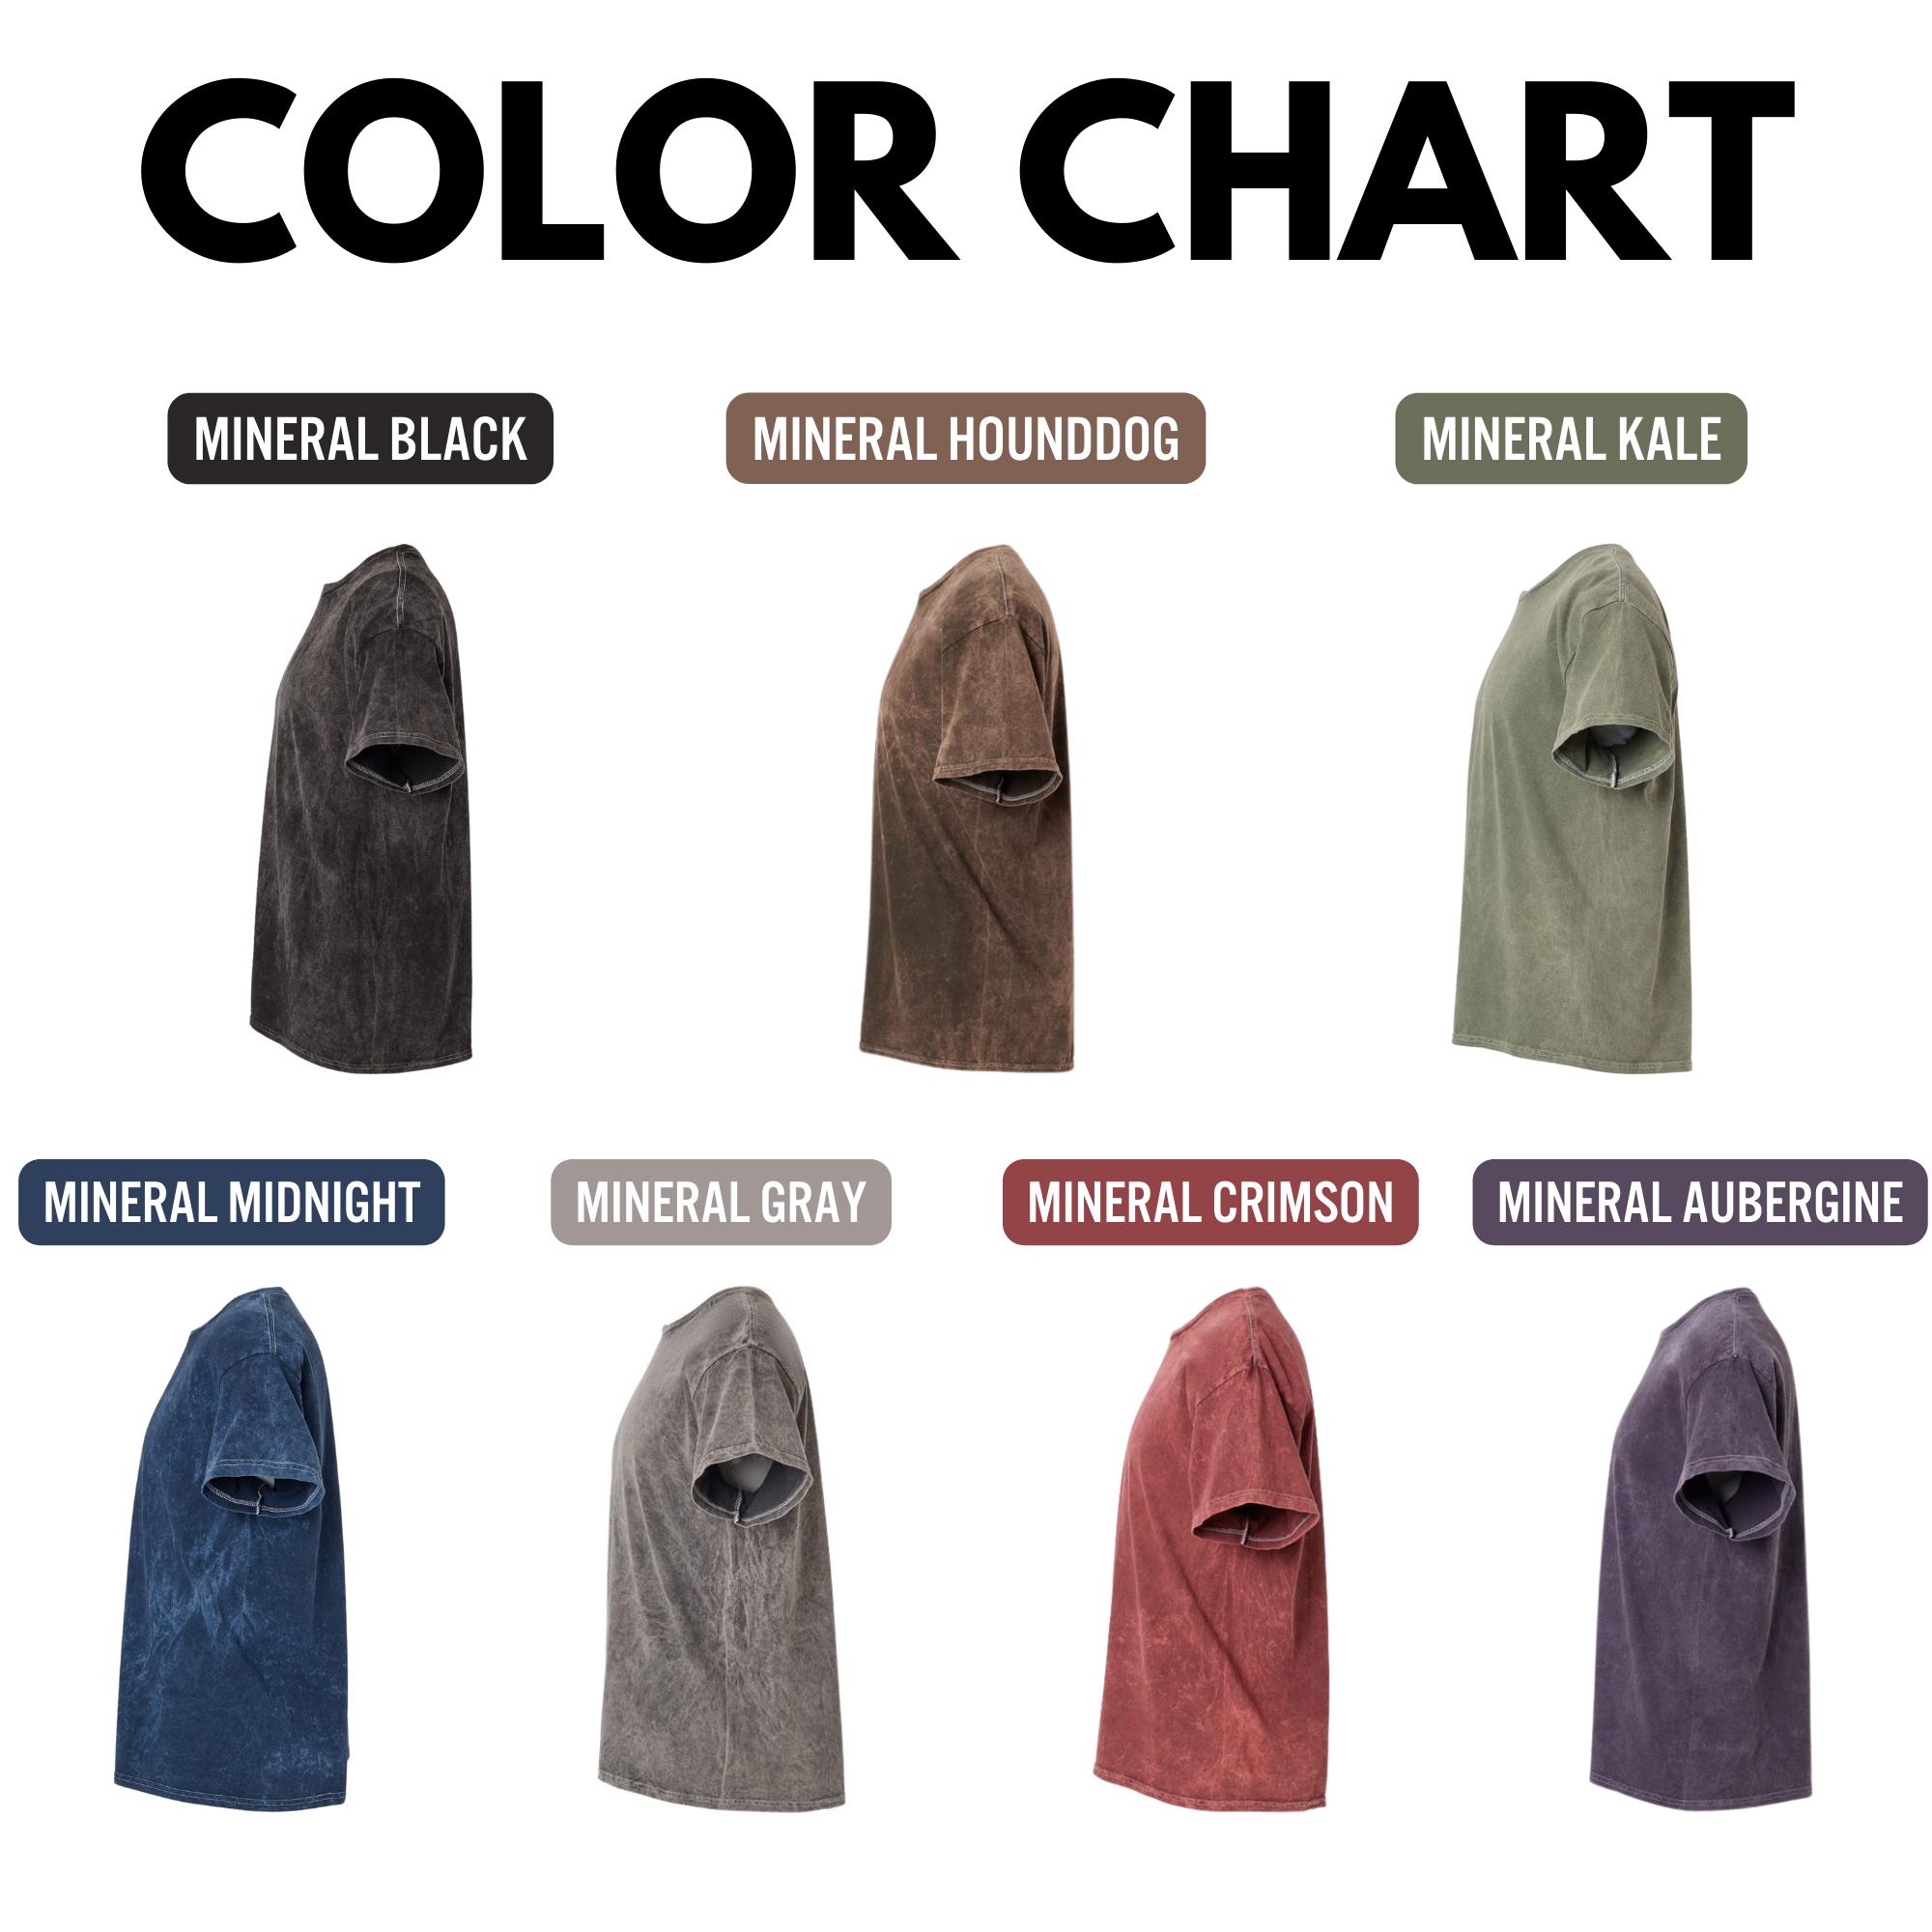 COLOR CHART
MINERAL BLACK
MINERAL HOUNDDOG
MINERAL KALE
MINERAL MIDNIGHT
MINERAL GRAY
MINERAL CRIMSON
MINERAL AUBERGINE